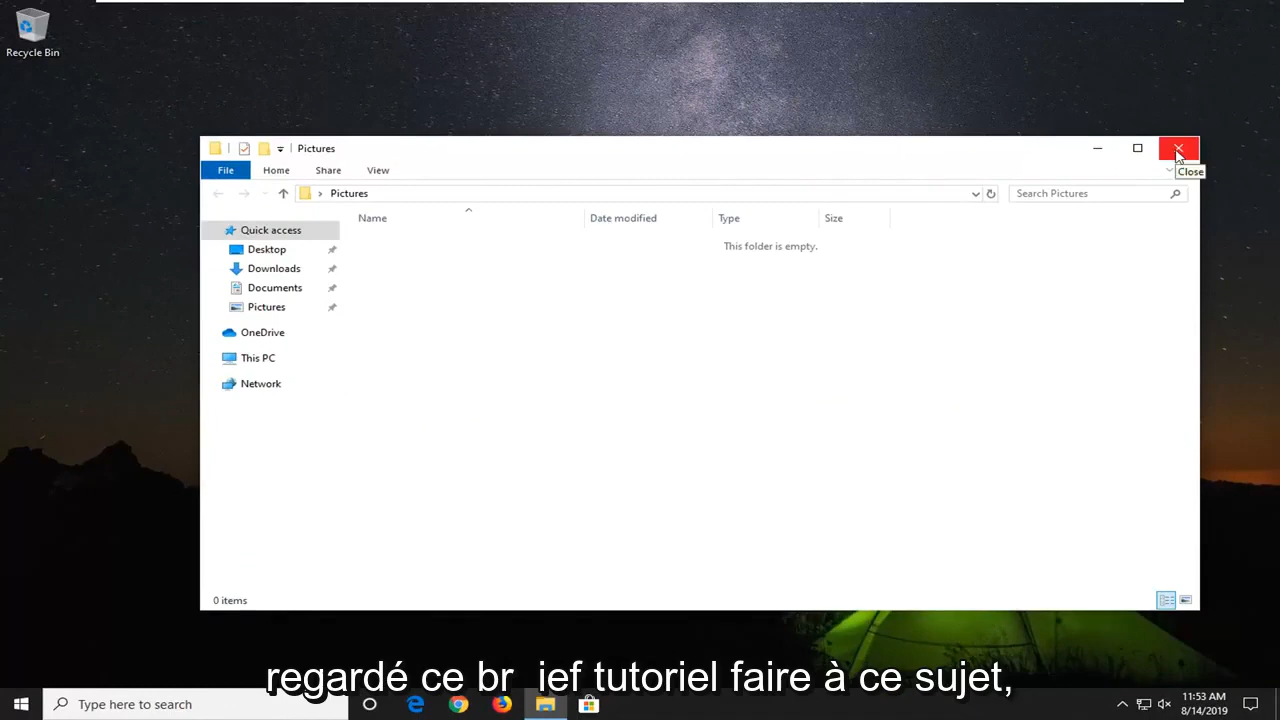 Recycle Bin
Pictures
Close
File Home Share View
Pictures
Search Pictures
Name Date modified Type Size
This folder is empty.
Quick access
Desktop
Downloads
Documents
Pictures
OneDrive
This PC
Network
0 items
regardé ce br ief tutoriel faire à ce sujet,
Type here to search
11:53 AM
8/14/2019